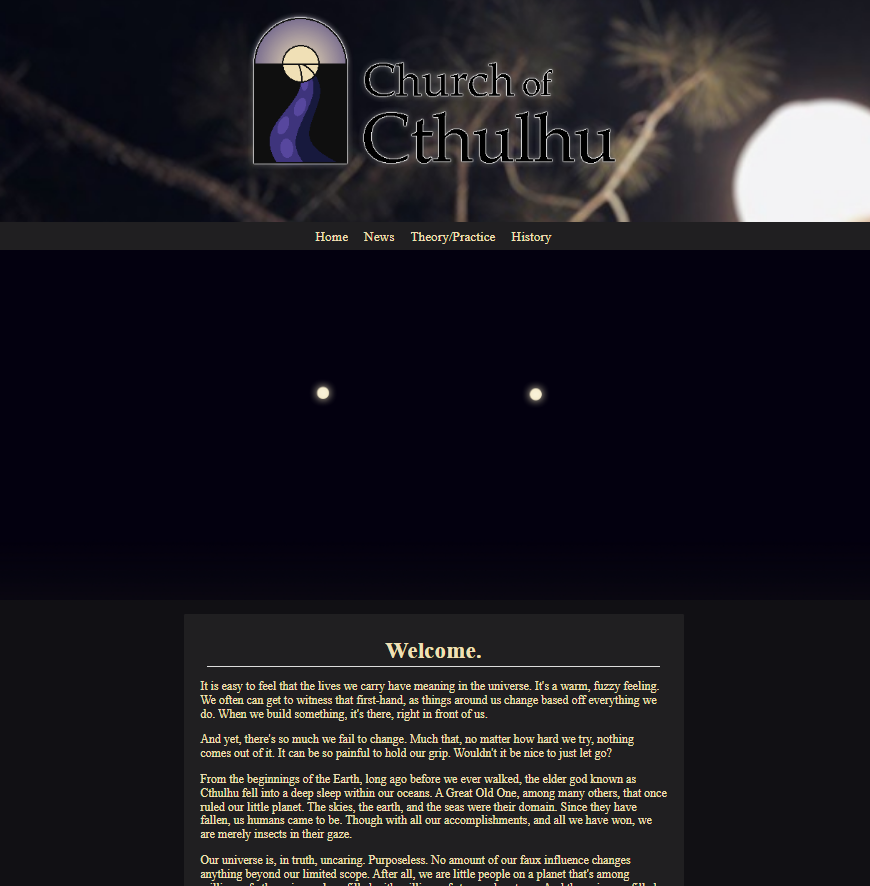 Church of
Cthulhu
Home News Theory/Practice History
Welcome.
It is easy to feel that the lives we carry have meaning in the universe. It's a warm, fuzzy feeling.
We often can get to witness that first-hand, as things around us change based off everything we
do. When we build something, it's there, right in front of us.
And yet, there's so much we fail to change. Much that, no matter how hard we try, nothing
comes out of it. It can be so painful to hold our grip. Wouldn't it be nice to just let go?
From the beginnings of the Earth, long ago before we ever walked, the elder god known as
Cthulhu fell into a deep sleep within our oceans. A Great Old One, among many others, that once
ruled our little planet. The skies, the earth, and the seas were their domain. Since they have
fallen, us humans came to be. Though with all our accomplishments, and all we have won, we
are merely insects in their gaze.
Our universe is, in truth, uncaring. Purposeless. No amount of our faux influence changes
anything beyond our limited scope. After all, we are little people on a planet that's among